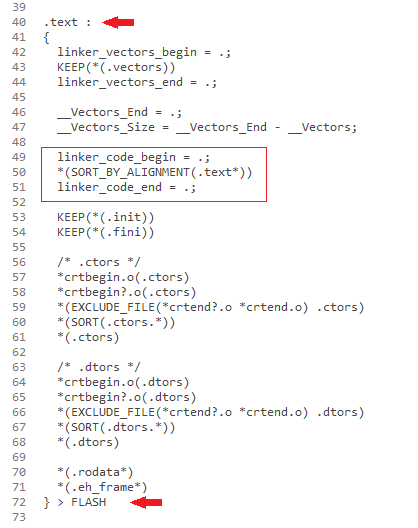 39
40 .text :
41 {
42   linker_vectors_begin = .;
43   KEEP(*(.vectors))
44   linker_vectors_end = .;
45
46   __Vectors_End = .;
47   __Vectors_Size = __Vectors_End - __Vectors;
48
49   linker_code_begin = .;
50   *(SORT_BY_ALIGNMENT(.text*))
51   linker_code_end = .;
52
53   KEEP(*(.init))
54   KEEP(*(.fini))
55
56   /* .ctors */
57   *crtbegin.o(.ctors)
58   *crtbegin?.o(.ctors)
59   *(EXCLUDE_FILE(*crtend?.o *crtend.o) .ctors)
60   *(SORT(.ctors.*))
61   *(.ctors)
62
63   /* .dtors */
64   *crtbegin.o(.dtors)
65   *crtbegin?.o(.dtors)
66   *(EXCLUDE_FILE(*crtend?.o *crtend.o) .dtors)
67   *(SORT(.dtors.*))
68   *(.dtors)
69
70   *(.rodata*)
71   *(.eh_frame*)
72 } > FLASH
73